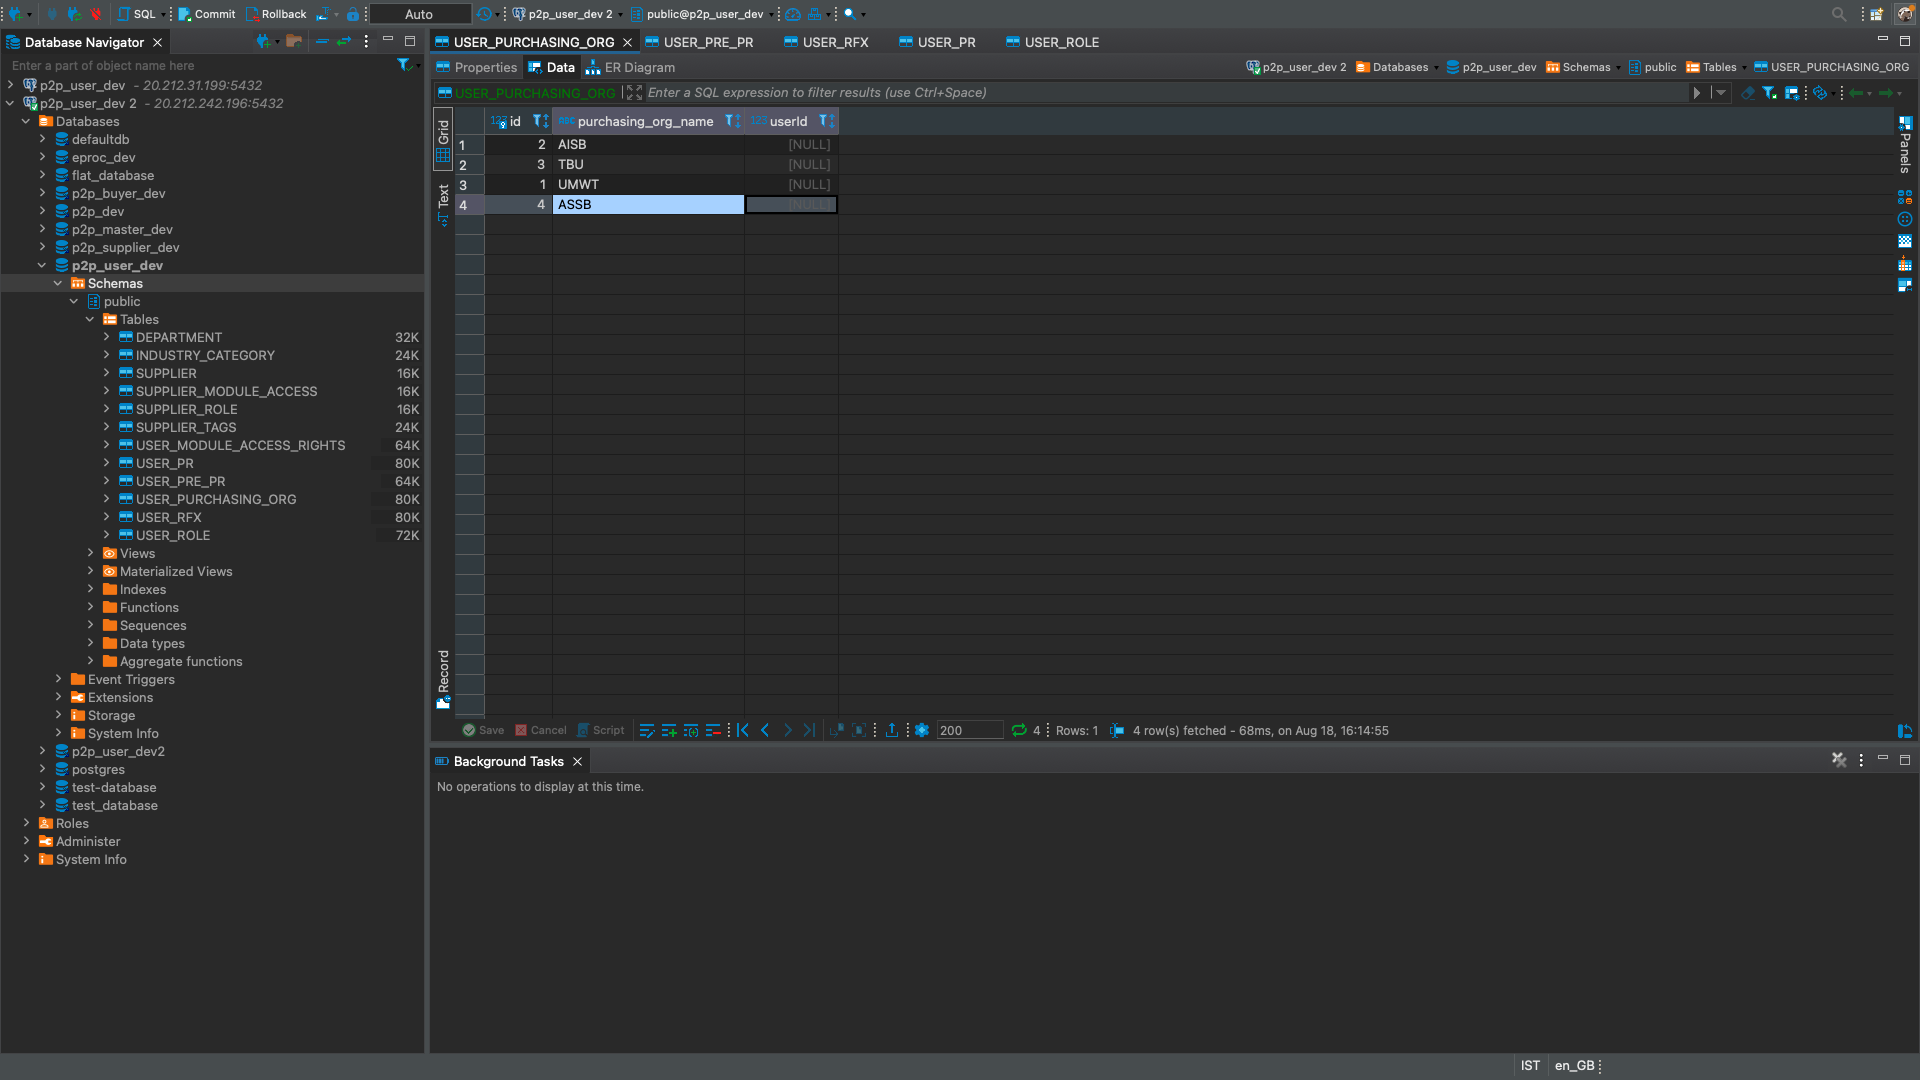 SQL Commit Rollback Auto p2p_user_dev 2 public@p2p_user_dev
Database Navigator
Enter a part of object name here
p2p_user_dev - 20.212.31.199:5432
p2p_user_dev 2 - 20.212.242.196:5432
Databases
defaultdb
eproc_dev
flat_database
p2p_buyer_dev
p2p_dev
p2p_master_dev
p2p_supplier_dev
p2p_user_dev
Schemas
public
Tables
DEPARTMENT 32K
INDUSTRY_CATEGORY 24K
SUPPLIER 16K
SUPPLIER_MODULE_ACCESS 16K
SUPPLIER_ROLE 16K
SUPPLIER_TAGS 24K
USER_MODULE_ACCESS_RIGHTS 64K
USER_PR 80K
USER_PRE_PR 64K
USER_PURCHASING_ORG 80K
USER_RFX 80K
USER_ROLE 72K
Views
Materialized Views
Indexes
Functions
Sequences
Data types
Aggregate functions
Event Triggers
Extensions
Storage
System Info
p2p_user_dev2
postgres
test-database
test_database
Roles
Administer
System Info
USER_PURCHASING_ORG USER_PRE_PR USER_RFX USER_PR USER_ROLE
Properties Data ER Diagram
p2p_user_dev 2 Databases p2p_user_dev Schemas public Tables USER_PURCHASING_ORG
USER_PURCHASING_ORG Enter a SQL expression to filter results (use Ctrl+Space)
Grid
Text
Record
123 id abc purchasing_org_name 123 userId
1 2 AISB [NULL]
2 3 TBU [NULL]
3 1 UMWT [NULL]
4 4 ASSB [NULL]
Panels
Save Cancel Script 200 4 Rows: 1 4 row(s) fetched - 68ms, on Aug 18, 16:14:55
Background Tasks
No operations to display at this time.
IST en_GB